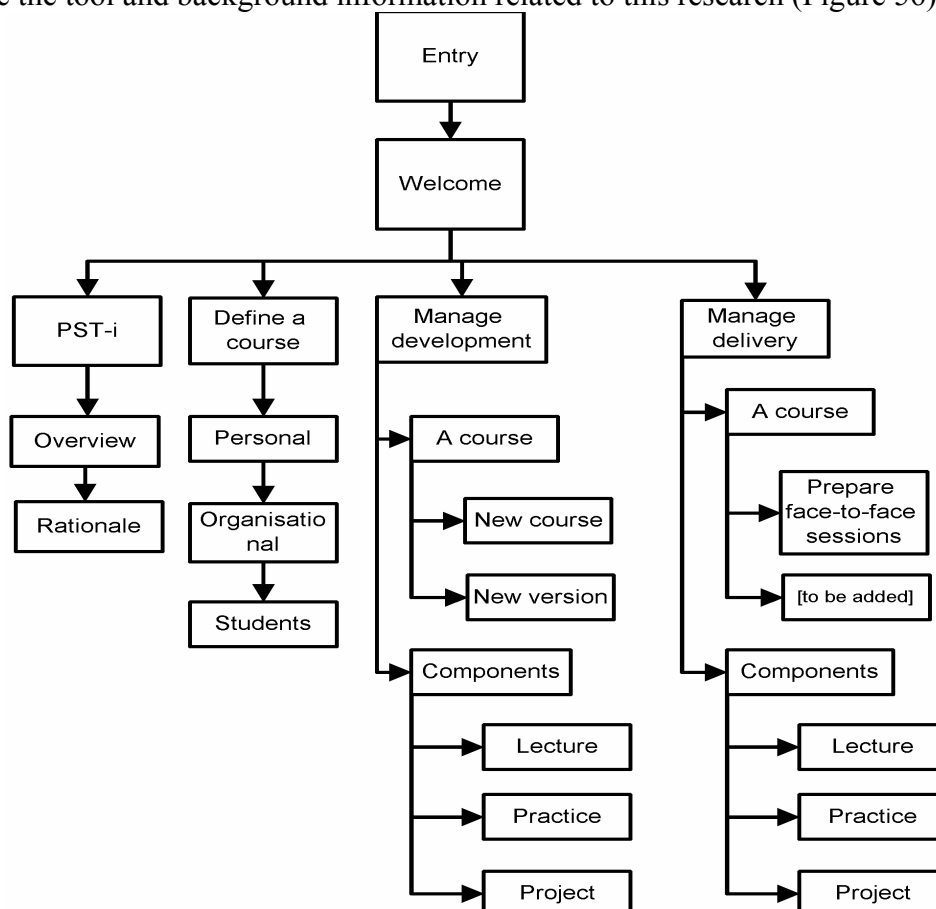 e the tool and background information related to this research (Figure 50)
Entry
Welcome
PST-i
Define a
course
Manage
development
Manage
delivery
Overview
Personal
A course
A course
Rationale
Organisatio
nal
New course
Prepare
face-to-face
sessions
Students
New version
[to be added]
Components
Components
Lecture
Lecture
Practice
Practice
Project
Project